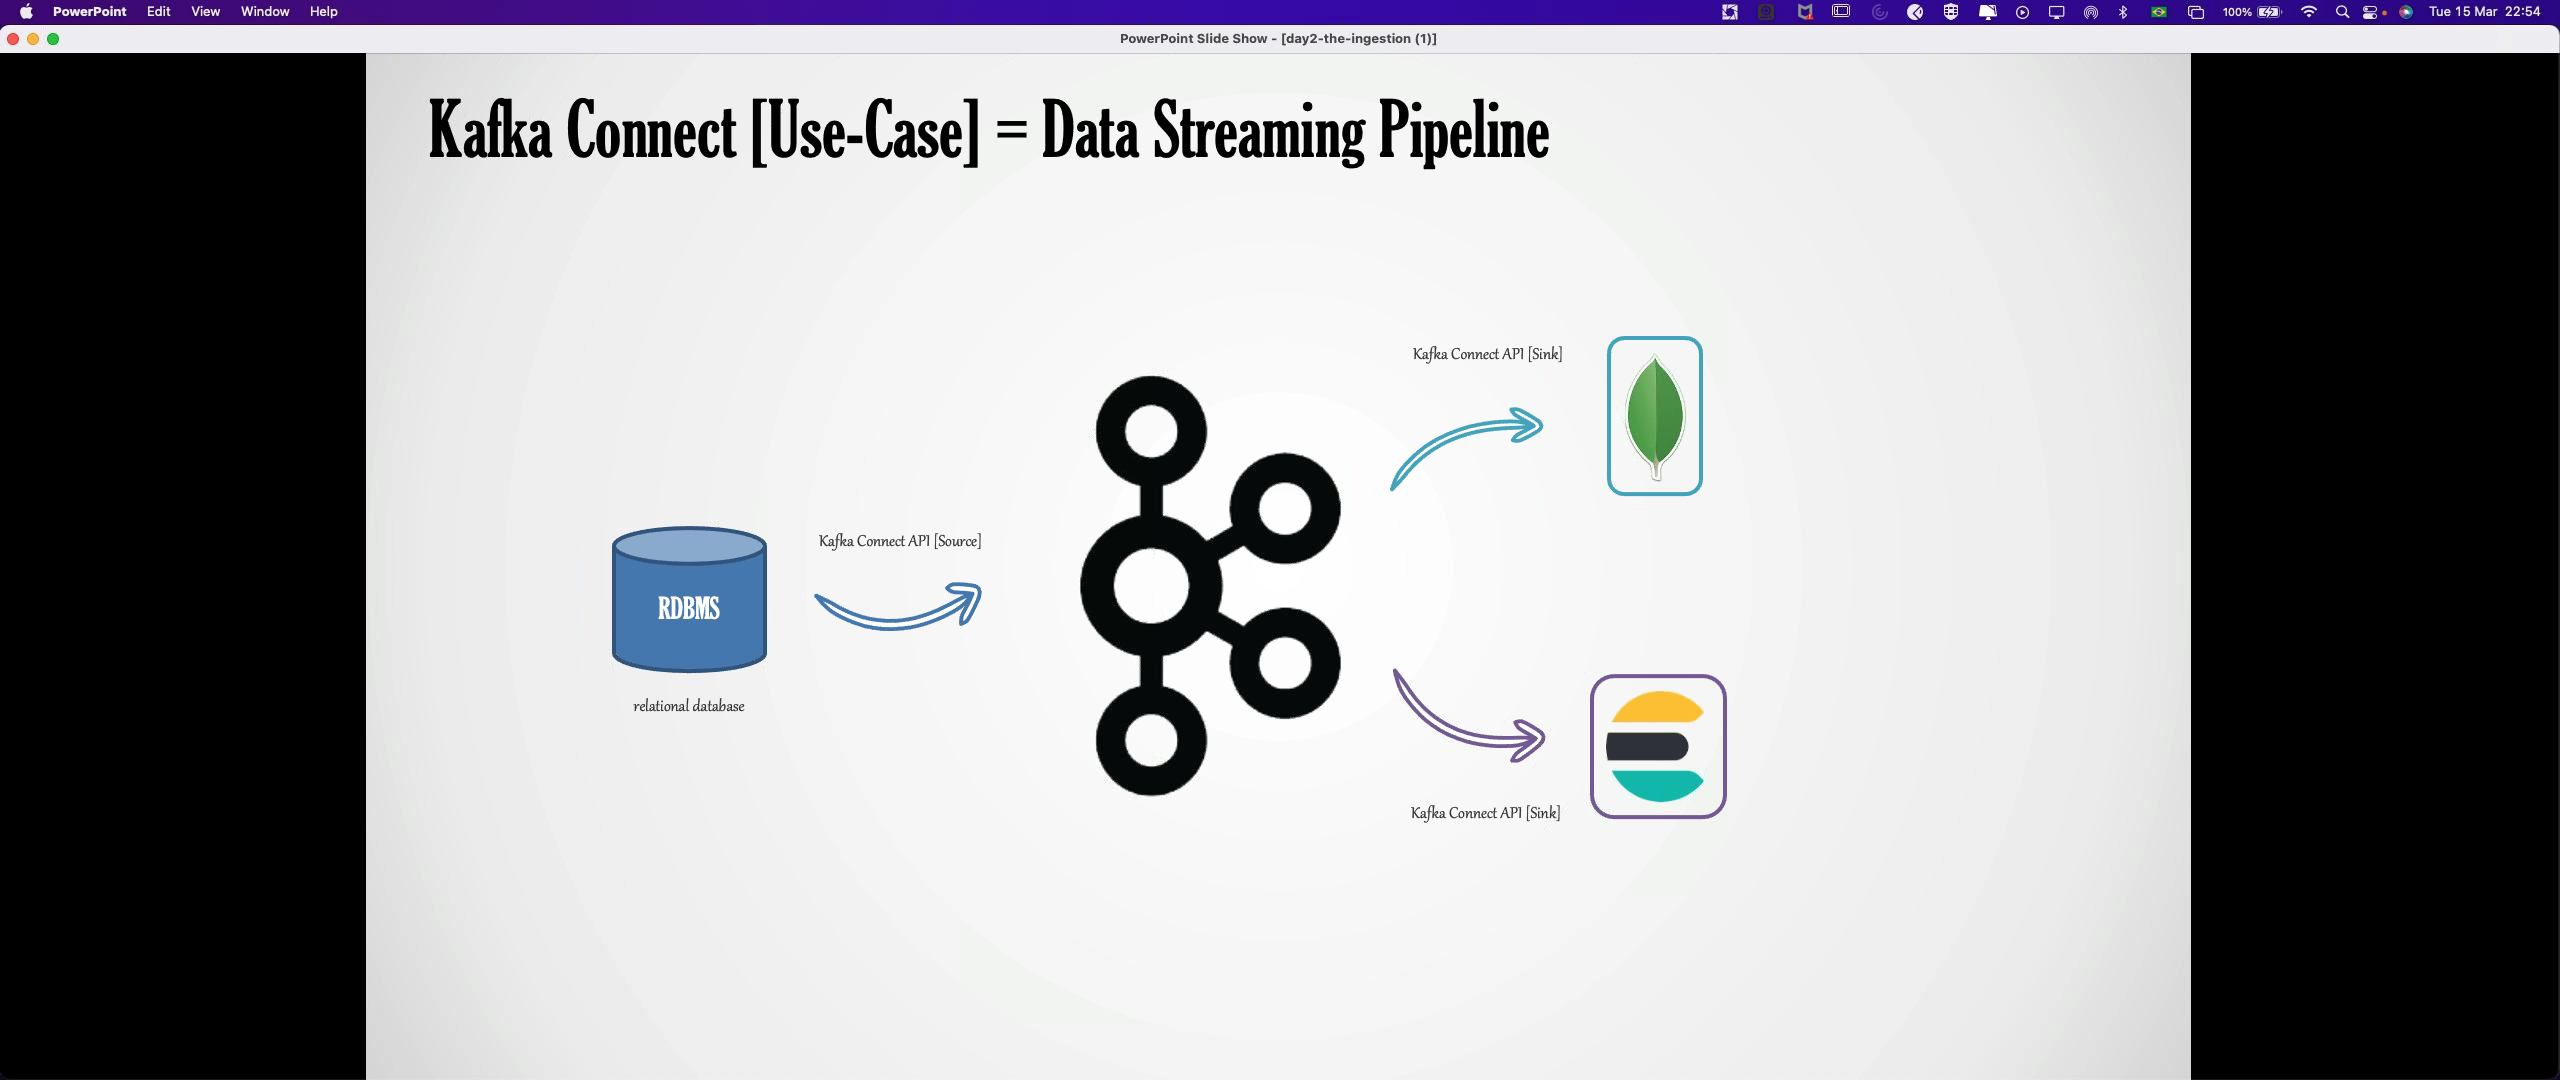 PowerPoint Edit View Window Help
100% Tue 15 Mar 22:54
PowerPoint Slide Show - [day2-the-ingestion (1)]
Kafka Connect [Use-Case] = Data Streaming Pipeline
Kafka Connect API [Sink]
Kafka Connect API [Source]
RDBMS
relational database
Kafka Connect API [Sink]